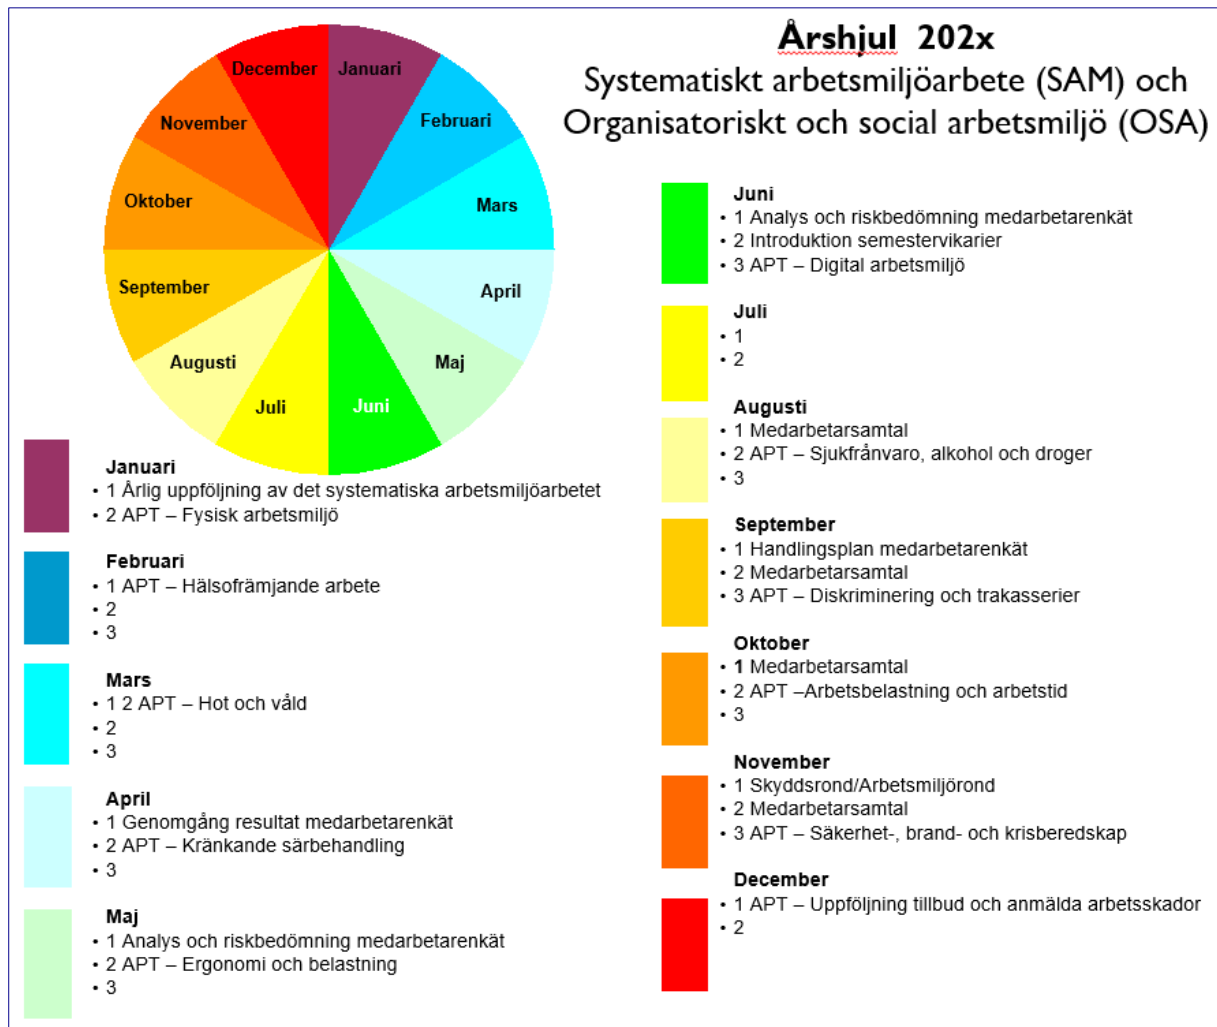 Årshjul 202x
Systematiskt arbetsmiljöarbete (SAM) och
Organisatoriskt och social arbetsmiljö (OSA)
December
Januari
Februari
Mars
April
Maj
Juni
Juli
Augusti
September
Oktober
November
Januari
• 1 Årlig uppföljning av det systematiska arbetsmiljöarbetet
• 2 APT – Fysisk arbetsmiljö
Februari
• 1 APT – Hälsofrämjande arbete
• 2
• 3
Mars
• 1 2 APT – Hot och våld
• 2
• 3
April
• 1 Genomgång resultat medarbetarenkät
• 2 APT – Kränkande särbehandling
• 3
Maj
• 1 Analys och riskbedömning medarbetarenkät
• 2 APT – Ergonomi och belastning
• 3
Juni
• 1 Analys och riskbedömning medarbetarenkät
• 2 Introduktion semestervikarier
• 3 APT – Digital arbetsmiljö
Juli
• 1
• 2
Augusti
• 1 Medarbetarsamtal
• 2 APT – Sjukfrånvaro, alkohol och droger
• 3
September
• 1 Handlingsplan medarbetarenkät
• 2 Medarbetarsamtal
• 3 APT – Diskriminering och trakasserier
Oktober
• 1 Medarbetarsamtal
• 2 APT –Arbetsbelastning och arbetstid
• 3
November
• 1 Skyddsrond/Arbetsmiljörond
• 2 Medarbetarsamtal
• 3 APT – Säkerhet-, brand- och krisberedskap
December
• 1 APT – Uppföljning tillbud och anmälda arbetsskador
• 2